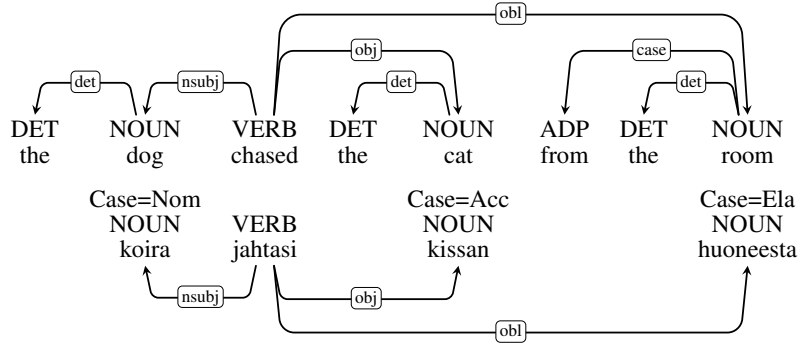 obl
obj case
det nsubj det det
DET NOUN VERB DET NOUN ADP DET NOUN
the dog chased the cat from the room
Case=Nom Case=Acc Case=Ela
NOUN VERB NOUN NOUN
koira jahtasi kissan huoneesta
nsubj obj
obl